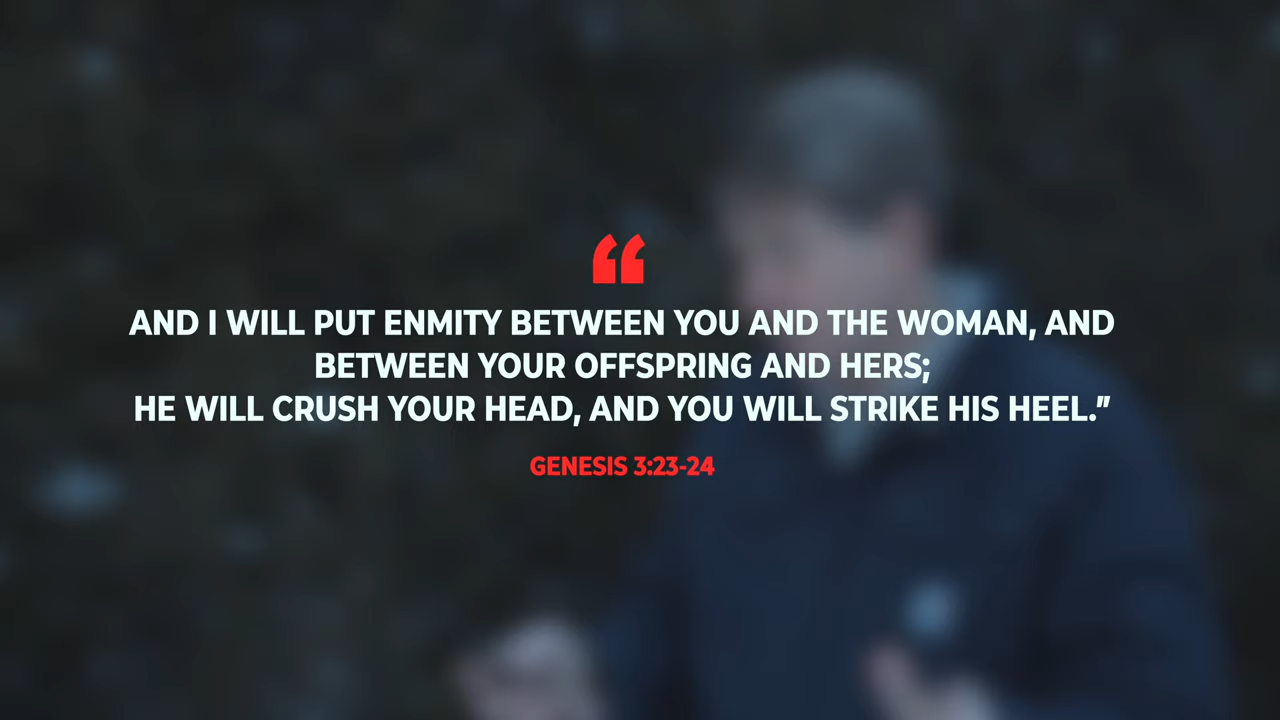 “
AND I WILL PUT ENMITY BETWEEN YOU AND THE WOMAN, AND
BETWEEN YOUR OFFSPRING AND HERS;
HE WILL CRUSH YOUR HEAD, AND YOU WILL STRIKE HIS HEEL.”
GENESIS 3:23-24